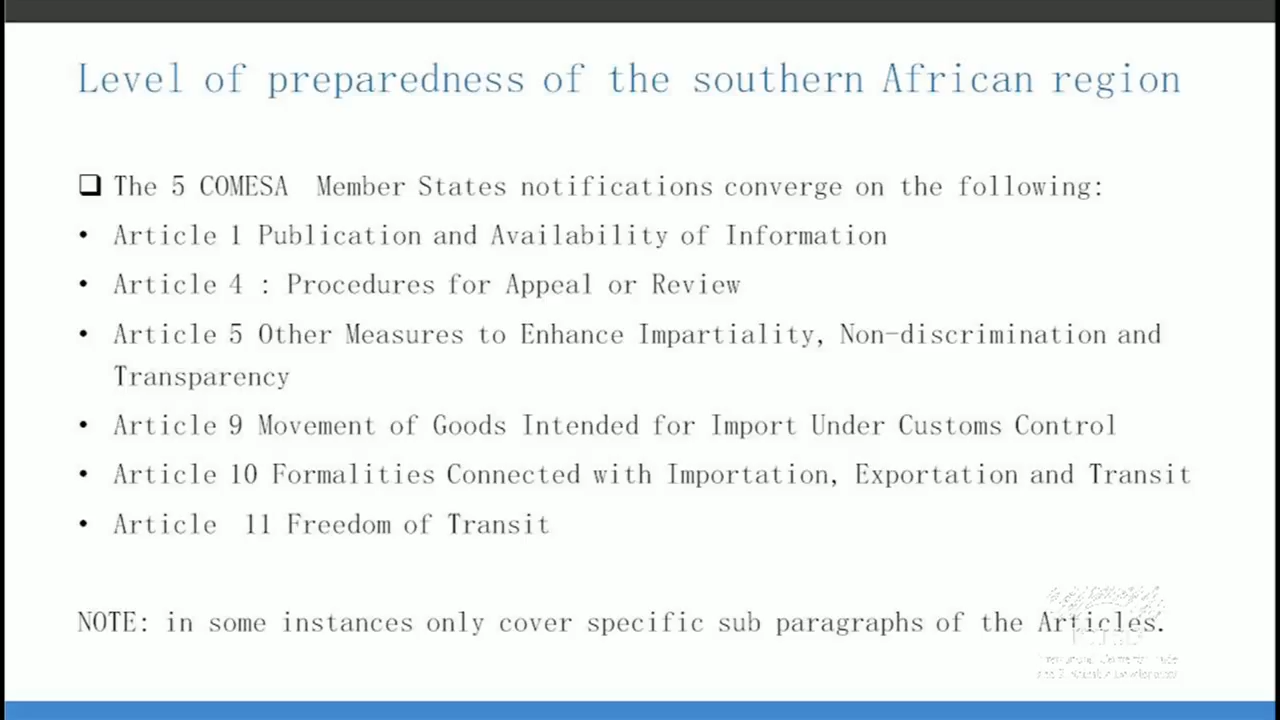 Level of preparedness of the southern African region
❑ The 5 COMESA Member States notifications converge on the following:
• Article 1 Publication and Availability of Information
• Article 4 : Procedures for Appeal or Review
• Article 5 Other Measures to Enhance Impartiality, Non-discrimination and
Transparency
• Article 9 Movement of Goods Intended for Import Under Customs Control
• Article 10 Formalities Connected with Importation, Exportation and Transit
• Article 11 Freedom of Transit
NOTE: in some instances only cover specific sub paragraphs of the Articles.